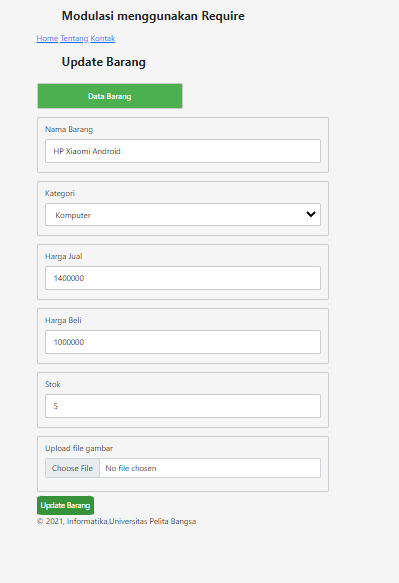 Modulasi menggunakan Require
Home Tentang Kontak
Update Barang
Data Barang
Nama Barang
HP Xiaomi Android
Kategori
Komputer
Harga Jual
1400000
Harga Beli
1000000
Stok
5
Upload file gambar
Choose File No file chosen
Update Barang
© 2021, Informatika,Universitas Pelita Bangsa